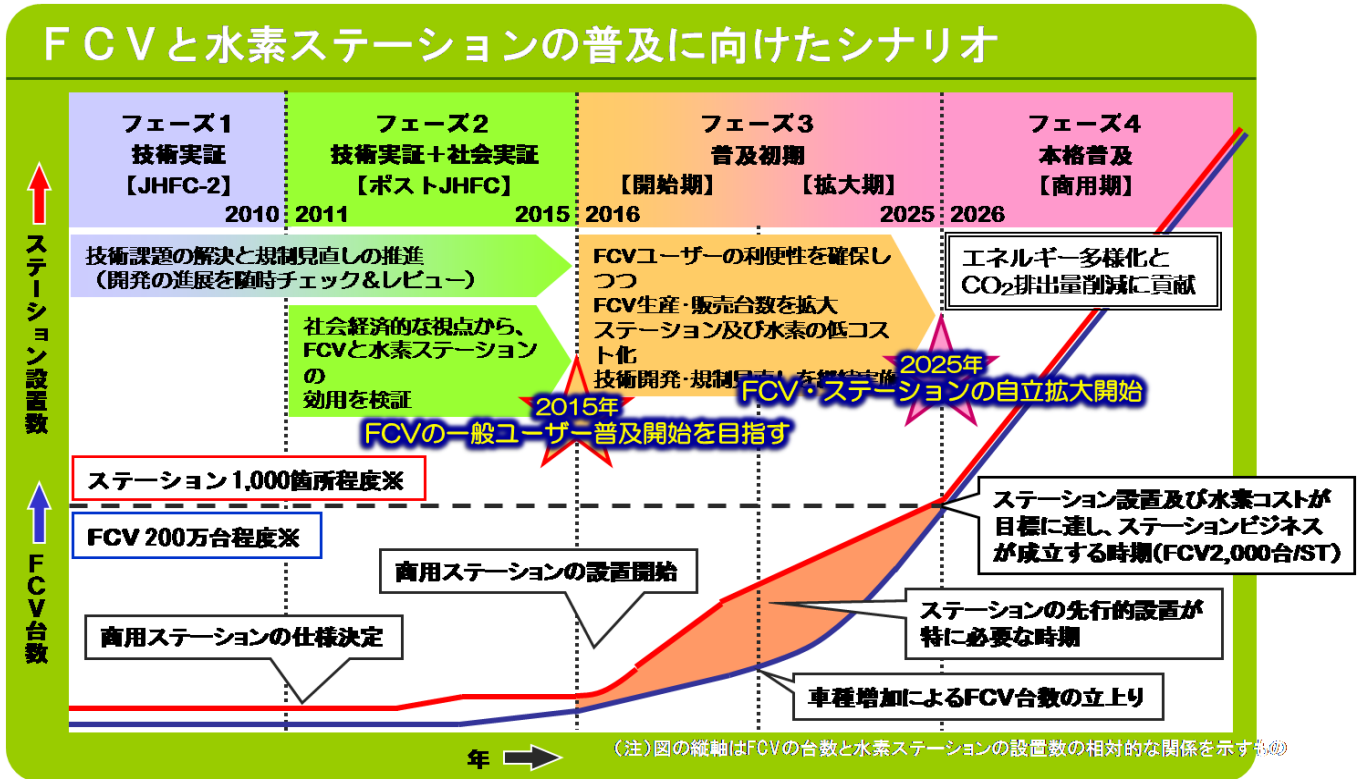 FCVと水素ステーションの普及に向けたシナリオ
フェーズ1
技術実証
【JHFC-2】
2010
フェーズ2
技術実証+社会実証
【ポストJHFC】
2011
2015
フェーズ3
普及初期
【開始期】
【拡大期】
2016
2025
フェーズ4
本格普及
【商用期】
2026
ステーション設置数
FCV台数
技術課題の解決と規制見直しの推進
(開発の進展を随時チェック&レビュー)
社会経済的な視点から、
FCVと水素ステーション
の
効用を検証
FCVユーザーの利便性を確保し
つつ
FCV生産・販売台数を拡大
ステーション及び水素の低コス
ト化
技術開発・規制見直しを継続実施
エネルギー多様化と
CO2排出量削減に貢献
2015年
FCVの一般ユーザー普及開始を目指す
2025年
FCV・ステーションの自立拡大開始
ステーション1,000箇所程度※
FCV 200万台程度※
商用ステーションの仕様決定
商用ステーションの設置開始
ステーション設置及び水素コストが
目標に達し、ステーションビジネス
が成立する時期(FCV2,000台/ST)
ステーションの先行的設置が
特に必要な時期
車種増加によるFCV台数の立上り
年
(注)図の縦軸はFCVの台数と水素ステーションの設置数の相対的な関係を示すもの